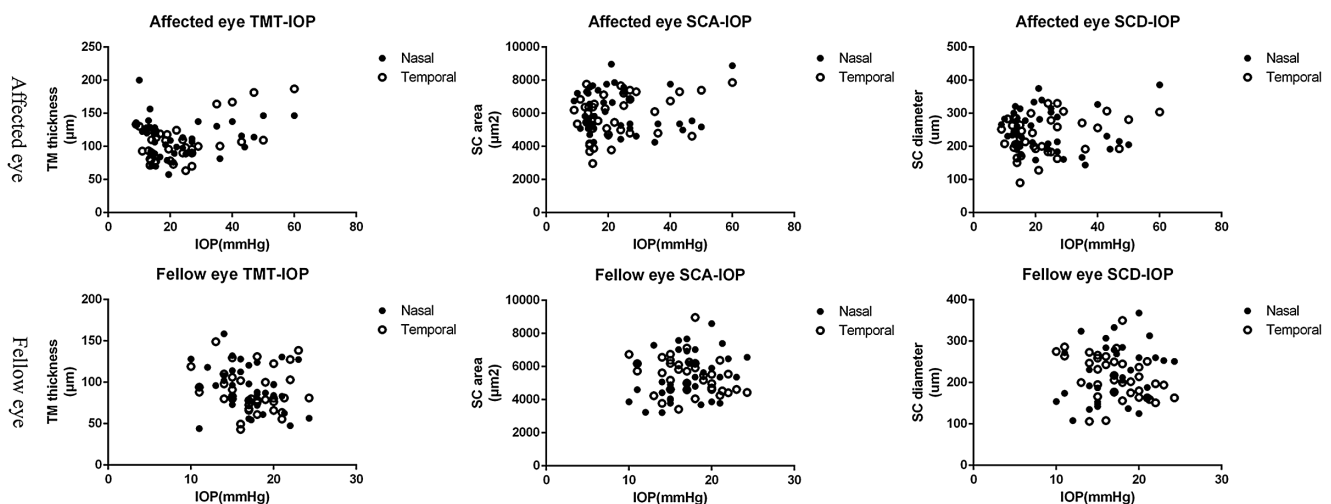 Affected eye TMT-IOP
Affected eye
TM thickness
(µm)
250
200
150
100
50
0
0 20 40 60 80
IOP(mmHg)
Nasal
Temporal
Affected eye SCA-IOP
SC area
(µm2)
10000
8000
6000
4000
2000
0
0 20 40 60 80
IOP(mmHg)
Nasal
Temporal
Affected eye SCD-IOP
SC diameter
(um)
500
400
300
200
100
0
0 20 40 60 80
IOP(mmHg)
Nasal
Temporal
Fellow eye TMT-IOP
Fellow eye
TM thickness
(µm)
200
150
100
50
0
0 10 20 30
IOP(mmHg)
Nasal
Temporal
Fellow eye SCA-IOP
SC area
(µm2)
10000
8000
6000
4000
2000
0
0 10 20 30
IOP(mmHg)
Nasal
Temporal
Fellow eye SCD-IOP
SC diameter
(um)
400
300
200
100
0
0 10 20 30
IOP(mmHg)
Nasal
Temporal